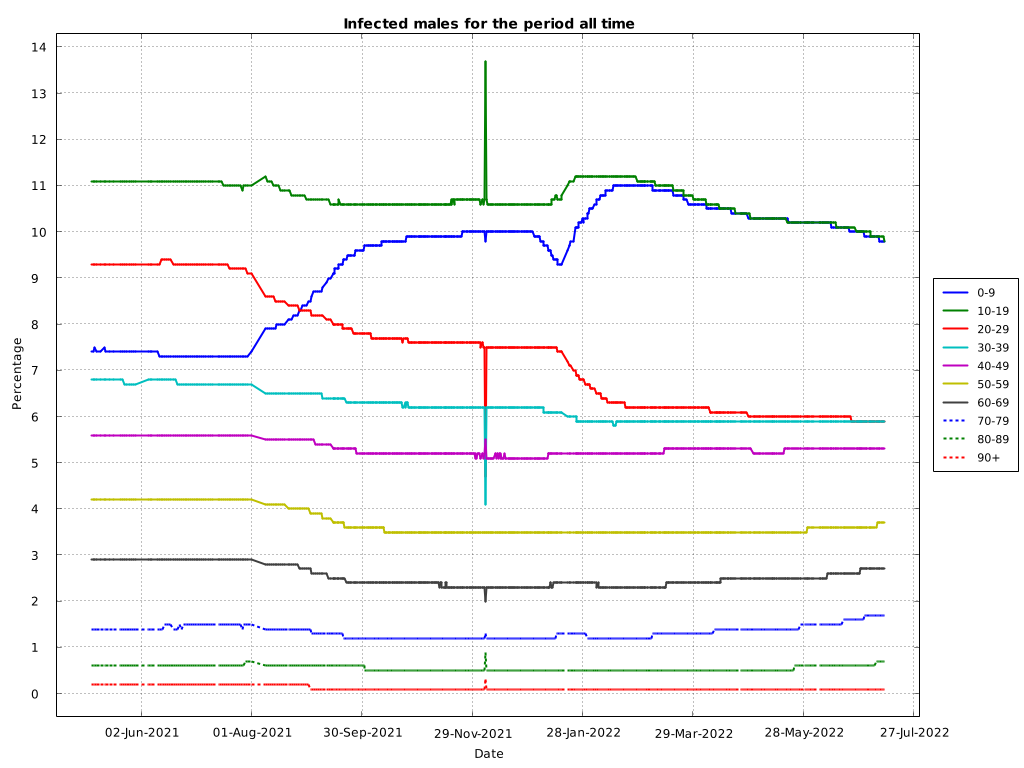 Infected males for the period all time
14
13
12
11
10
9
8
7
6
5
4
3
2
1
0
Percentage
02-Jun-2021
01-Aug-2021
30-Sep-2021
29-Nov-2021
28-Jan-2022
29-Mar-2022
28-May-2022
27-Jul-2022
Date
0-9
10-19
20-29
30-39
40-49
50-59
60-69
70-79
80-89
90+